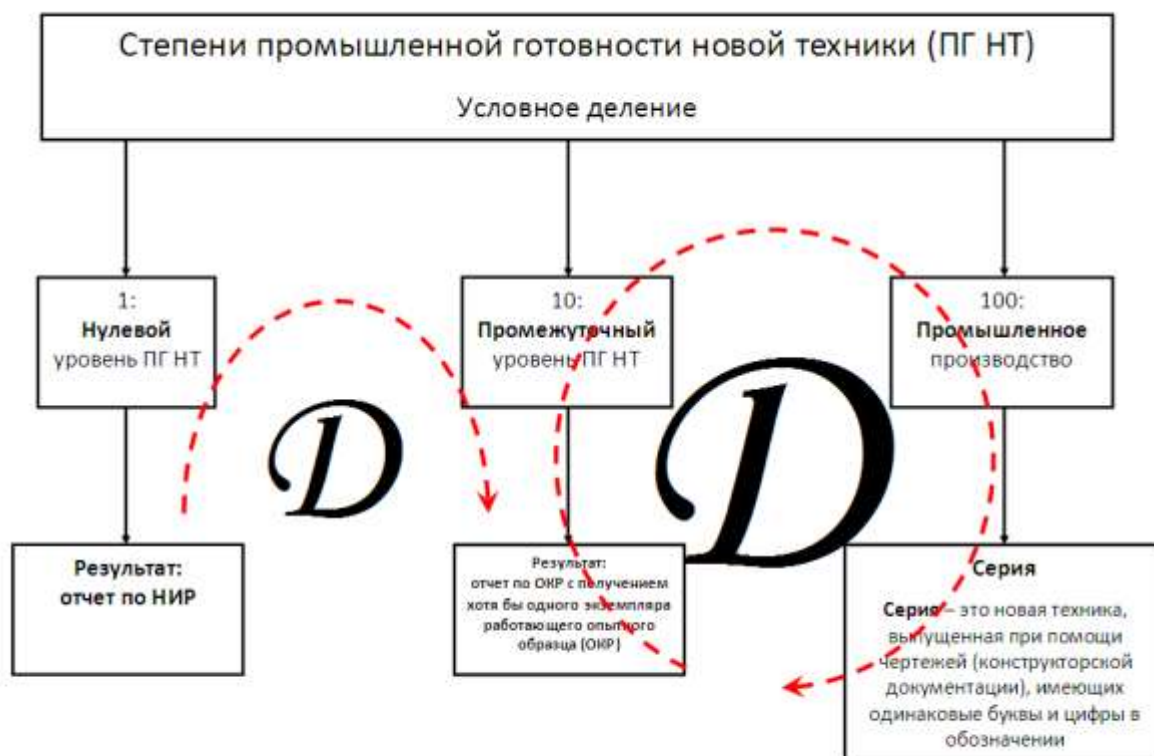 Степени промышленной готовности новой техники (ПГ НТ)
Условное деление
1:
Нулевой
уровень ПГ НТ
10:
Промежуточный
уровень ПГ НТ
100:
Промышленное
производство
D
D
Результат:
отчет по НИР
Результат:
отчет по ОКР с получением
хотя бы одного экземпляра
работающего опытного
образца (ОКР)
Серия
Серия – это новая техника,
выпущенная при помощи
чертежей (конструкторской
документации), имеющих
одинаковые буквы и цифры в
обозначении